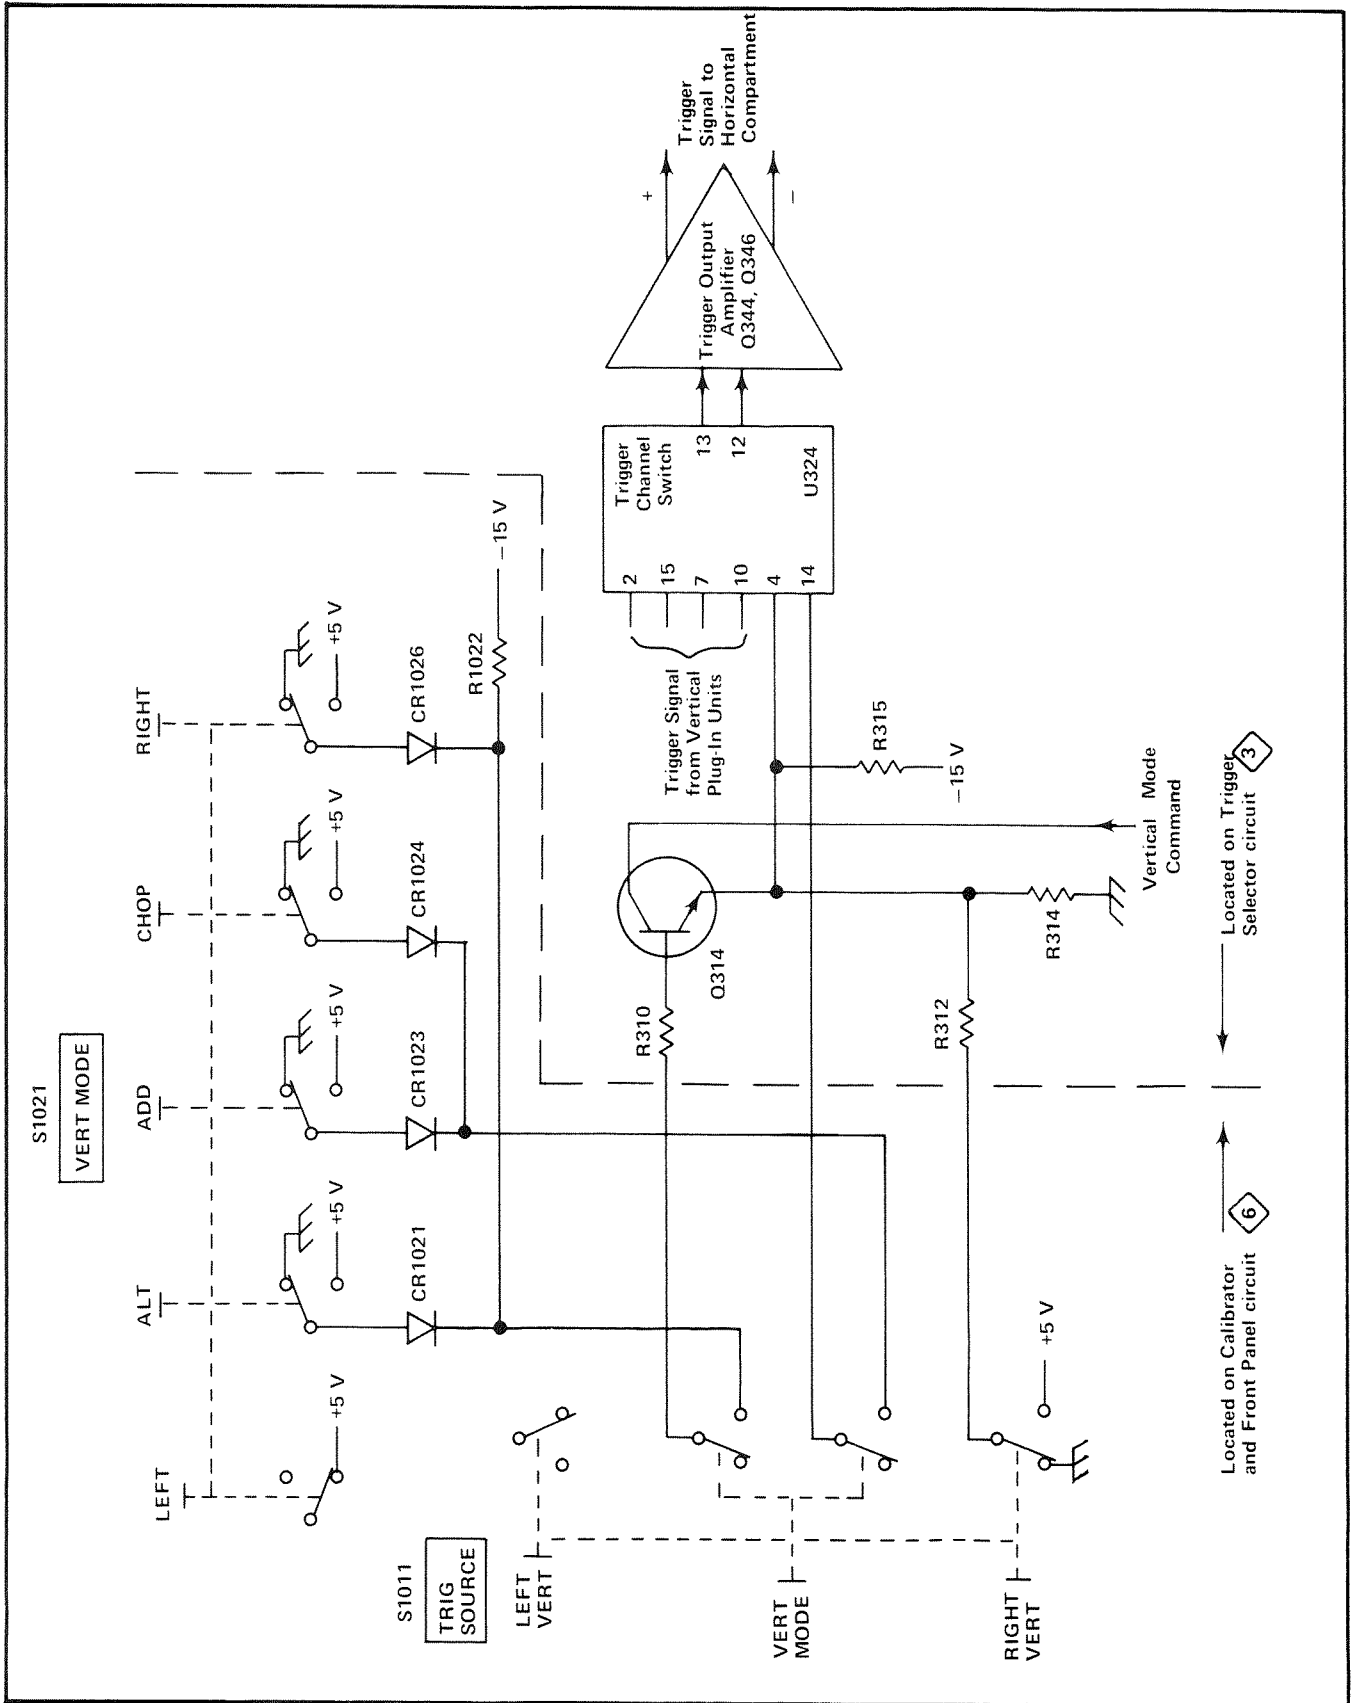 S1021
VERT MODE
LEFT
ALT
ADD
CHOP
RIGHT
+5 V
+5 V
+5 V
+5 V
+5 V
CR1021
CR1023
CR1024
CR1026
R1022
−15 V
S1011
TRIG
SOURCE
LEFT
VERT
VERT
MODE
RIGHT
VERT
+5 V
R310
Q314
R312
R314
R315
−15 V
Vertical Mode
Command
Trigger Signal
from Vertical
Plug-In Units
2
15
7
10
4
14
Trigger
Channel
Switch
13
12
U324
Trigger Output
Amplifier
Q344, Q346
+
−
Trigger
Signal to
Horizontal
Compartment
Located on Calibrator
and Front Panel circuit 6
Located on Trigger
Selector circuit 3